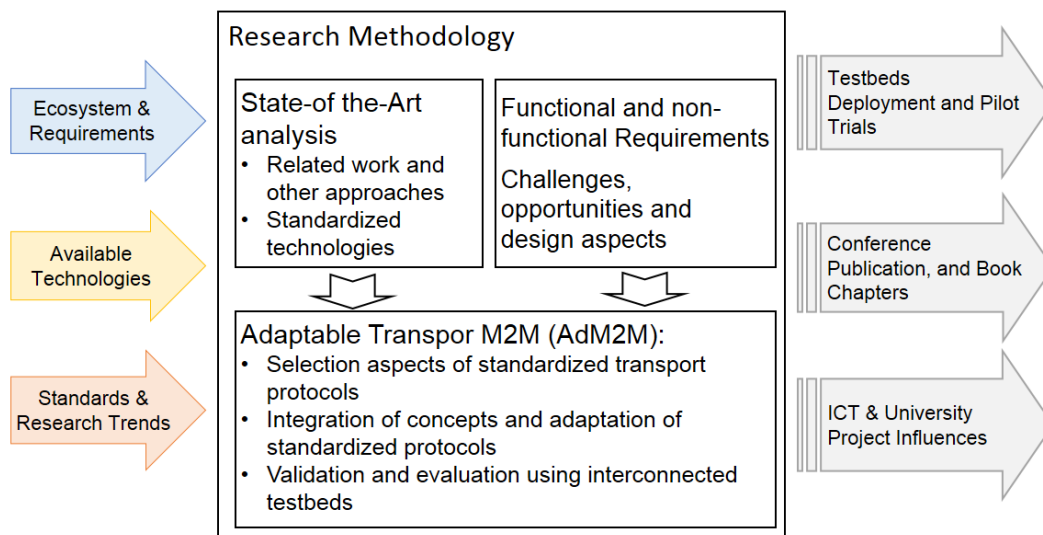 Research Methodology
Ecosystem &
Requirements
Available
Technologies
Standards &
Research Trends
State-of the-Art
analysis
• Related work and
other approaches
• Standardized
technologies
Functional and non-
functional Requirements
Challenges,
opportunities and
design aspects
Adaptable Transpor M2M (AdM2M):
• Selection aspects of standardized transport
protocols
• Integration of concepts and adaptation of
standardized protocols
• Validation and evaluation using interconnected
testbeds
Testbeds
Deployment and Pilot
Trials
Conference
Publication, and Book
Chapters
ICT & University
Project Influences